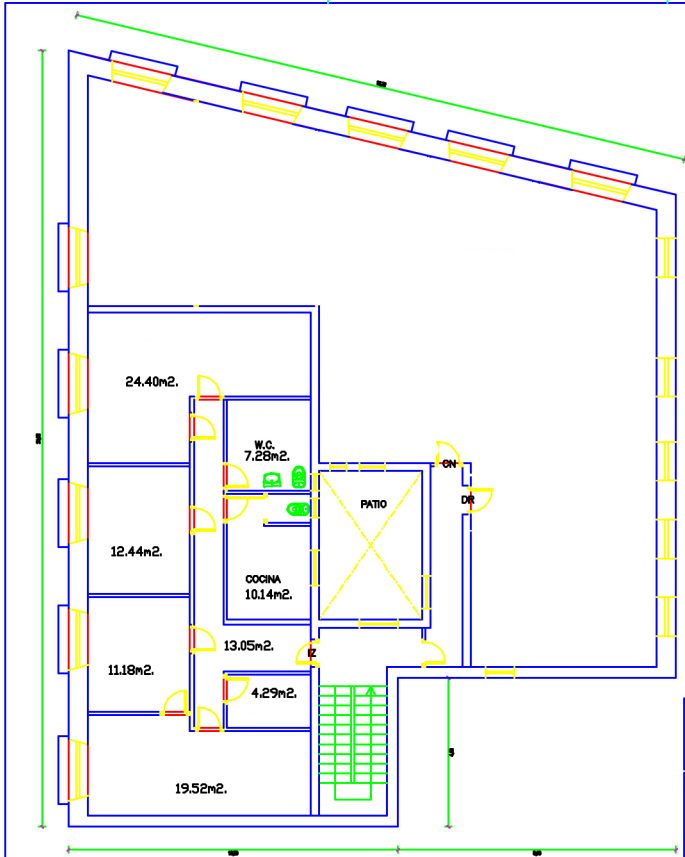 24.40m2.
W.C.
7.28m2.
CN
DR
PATIO
12.44m2.
COCINA
10.14m2.
13.05m2.
IZ
11.18m2.
4.29m2.
19.52m2.